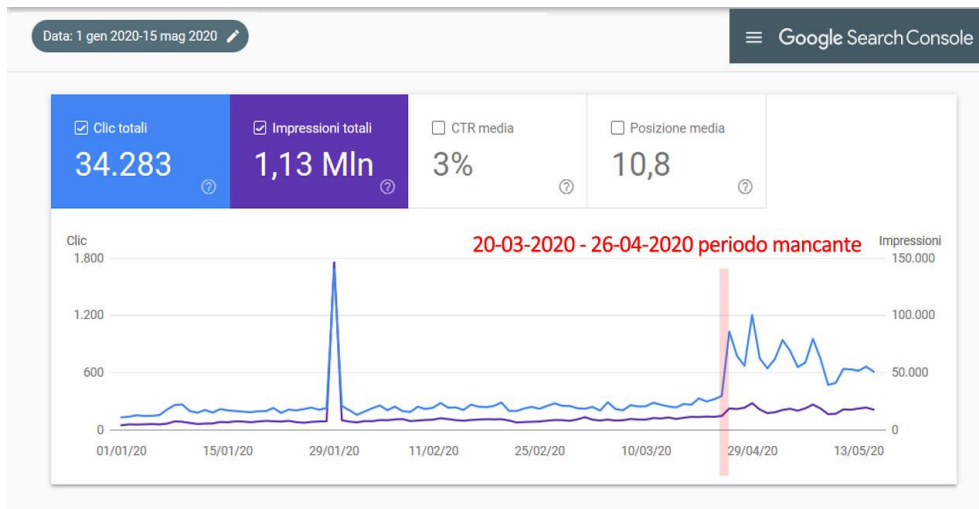 Data: 1 gen 2020-15 mag 2020
Google Search Console
Clic totali
34.283
Impressioni totali
1,13 Mln
CTR media
3%
Posizione media
10,8
Clic
20-03-2020 - 26-04-2020 periodo mancante
Impressioni
1.800
150.000
1.200
100.000
600
50.000
0
0
01/01/20
15/01/20
29/01/20
11/02/20
25/02/20
10/03/20
29/04/20
13/05/20